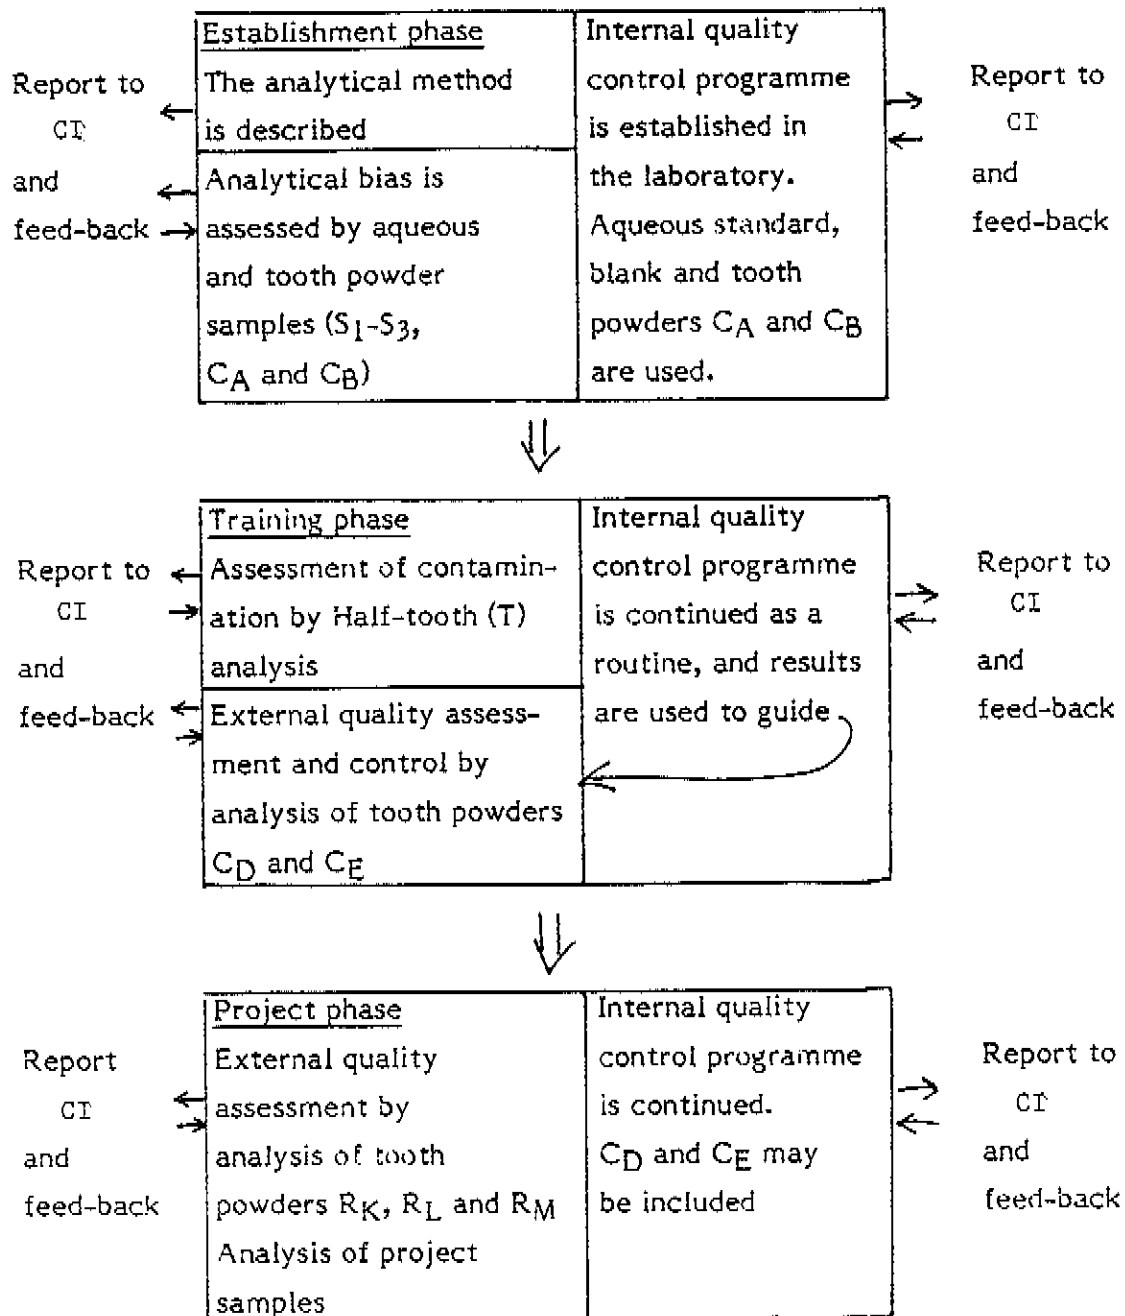 Report to
CI
and
feed-back
Establishment phase
The analytical method
is described
Analytical bias is
assessed by aqueous
and tooth powder
samples (S1-S3,
CA and CB)
Internal quality
control programme
is established in
the laboratory.
Aqueous standard,
blank and tooth
powders CA and CB
are used.
Report to
CI
and
feed-back
Report to
CI
and
feed-back
Training phase
Assessment of contamin-
ation by Half-tooth (T)
analysis
External quality assess-
ment and control by
analysis of tooth powders
CD and CE
Internal quality
control programme
is continued as a
routine, and results
are used to guide
Report to
CI
and
feed-back
Report
CI
and
feed-back
Project phase
External quality
assessment by
analysis of tooth
powders RK, RL and RM
Analysis of project
samples
Internal quality
control programme
is continued.
CD and CE may
be included
Report to
CI
and
feed-back